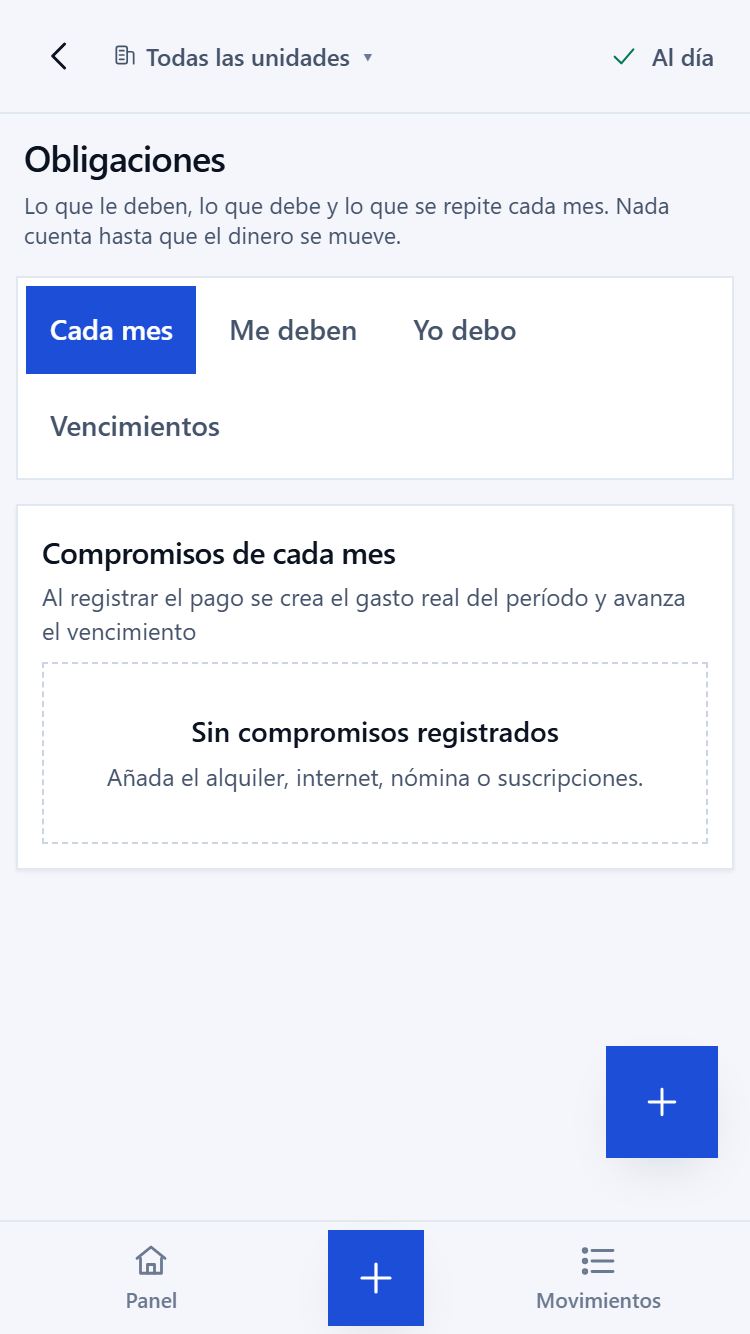 Todas las unidades
Al día
Obligaciones
Lo que le deben, lo que debe y lo que se repite cada mes. Nada
cuenta hasta que el dinero se mueve.
Cada mes
Me deben
Yo debo
Vencimientos
Compromisos de cada mes
Al registrar el pago se crea el gasto real del período y avanza
el vencimiento
Sin compromisos registrados
Añada el alquiler, internet, nómina o suscripciones.
Panel
Movimientos